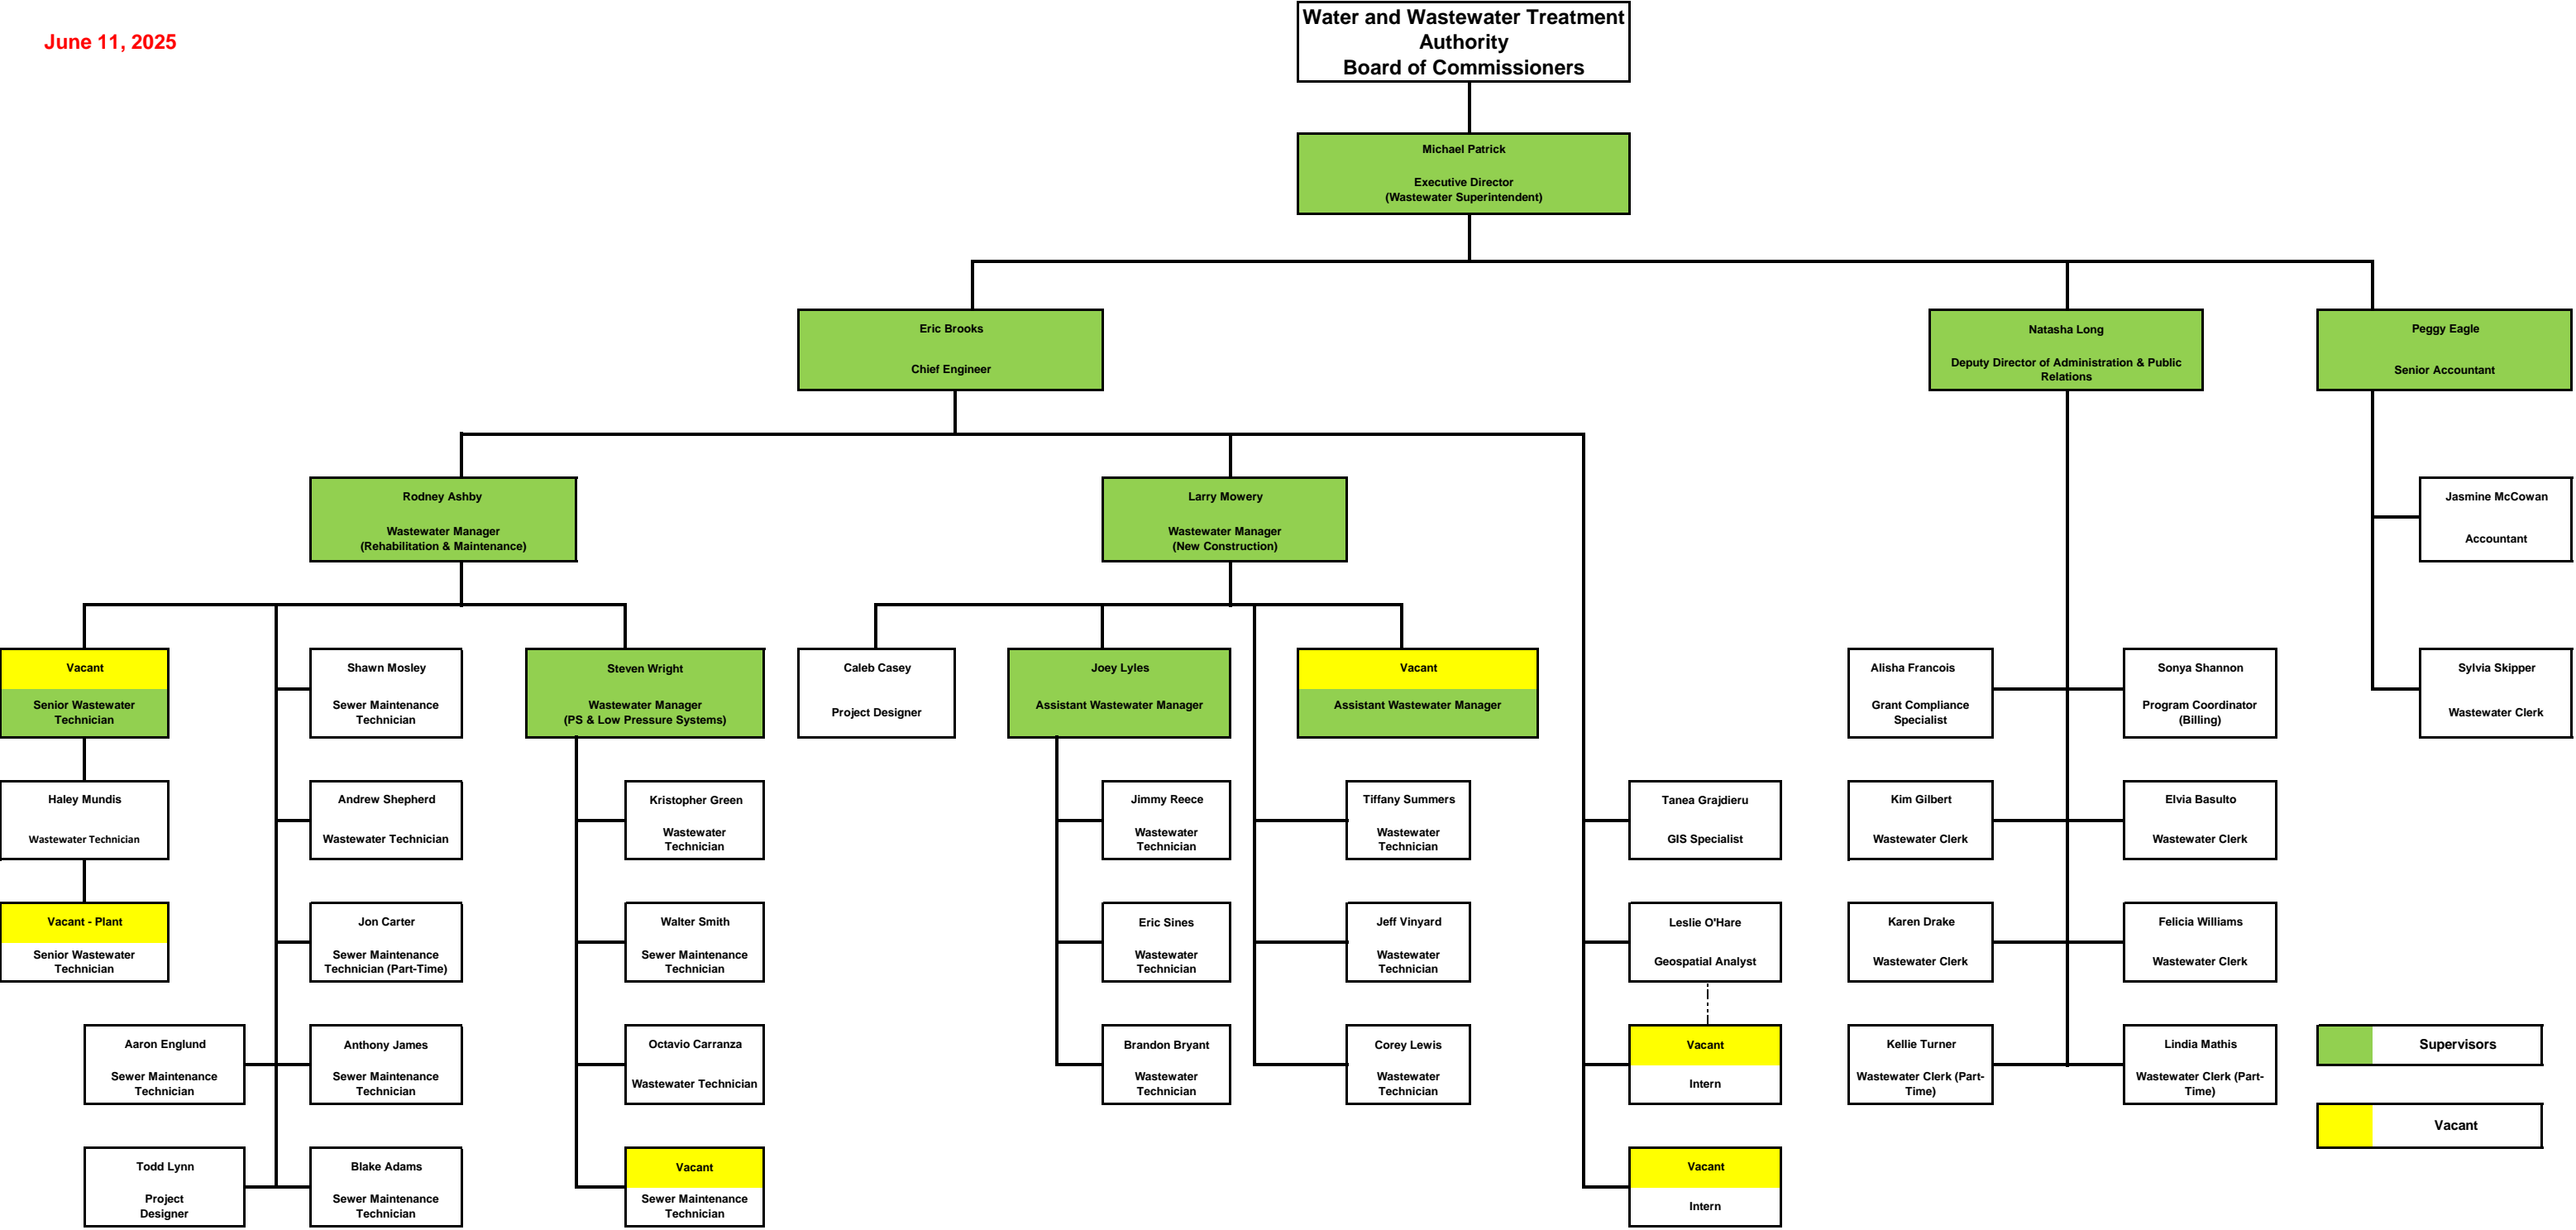 June 11, 2025
Water and Wastewater Treatment
Authority
Board of Commissioners
Michael Patrick
Executive Director
(Wastewater Superintendent)
Eric Brooks
Chief Engineer
Natasha Long
Deputy Director of Administration & Public
Relations
Peggy Eagle
Senior Accountant
Rodney Ashby
Wastewater Manager
(Rehabilitation & Maintenance)
Larry Mowery
Wastewater Manager
(New Construction)
Jasmine McCowan
Accountant
Vacant
Senior Wastewater
Technician
Shawn Mosley
Sewer Maintenance
Technician
Steven Wright
Wastewater Manager
(PS & Low Pressure Systems)
Caleb Casey
Project Designer
Joey Lyles
Assistant Wastewater Manager
Vacant
Assistant Wastewater Manager
Alisha Francois
Grant Compliance
Specialist
Sonya Shannon
Program Coordinator
(Billing)
Sylvia Skipper
Wastewater Clerk
Haley Mundis
Wastewater Technician
Andrew Shepherd
Wastewater Technician
Kristopher Green
Wastewater
Technician
Jimmy Reece
Wastewater
Technician
Tiffany Summers
Wastewater
Technician
Tanea Grajdieru
GIS Specialist
Kim Gilbert
Wastewater Clerk
Elvia Basulto
Wastewater Clerk
Vacant - Plant
Senior Wastewater
Technician
Jon Carter
Sewer Maintenance
Technician (Part-Time)
Walter Smith
Sewer Maintenance
Technician
Eric Sines
Wastewater
Technician
Jeff Vinyard
Wastewater
Technician
Leslie O'Hare
Geospatial Analyst
Karen Drake
Wastewater Clerk
Felicia Williams
Wastewater Clerk
Aaron Englund
Sewer Maintenance
Technician
Anthony James
Sewer Maintenance
Technician
Octavio Carranza
Wastewater Technician
Brandon Bryant
Wastewater
Technician
Corey Lewis
Wastewater
Technician
Vacant
Intern
Kellie Turner
Wastewater Clerk (Part-
Time)
Lindia Mathis
Wastewater Clerk (Part-
Time)
Supervisors
Vacant
Todd Lynn
Project
Designer
Blake Adams
Sewer Maintenance
Technician
Vacant
Sewer Maintenance
Technician
Vacant
Intern